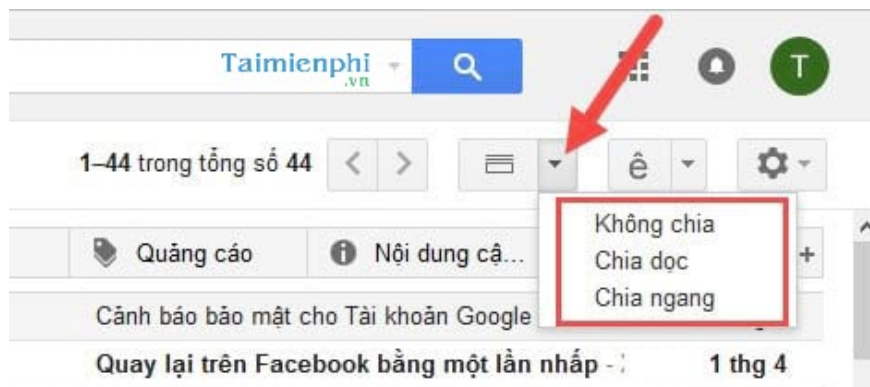 Taimienphi
.vn
T
1–44 trong tổng số 44
ê
Không chia
Chia dọc
Chia ngang
Quảng cáo
Nội dung cậ...
+
Cảnh báo bảo mật cho Tài khoản Google
Quay lại trên Facebook bằng một lần nhấp -
1 thg 4